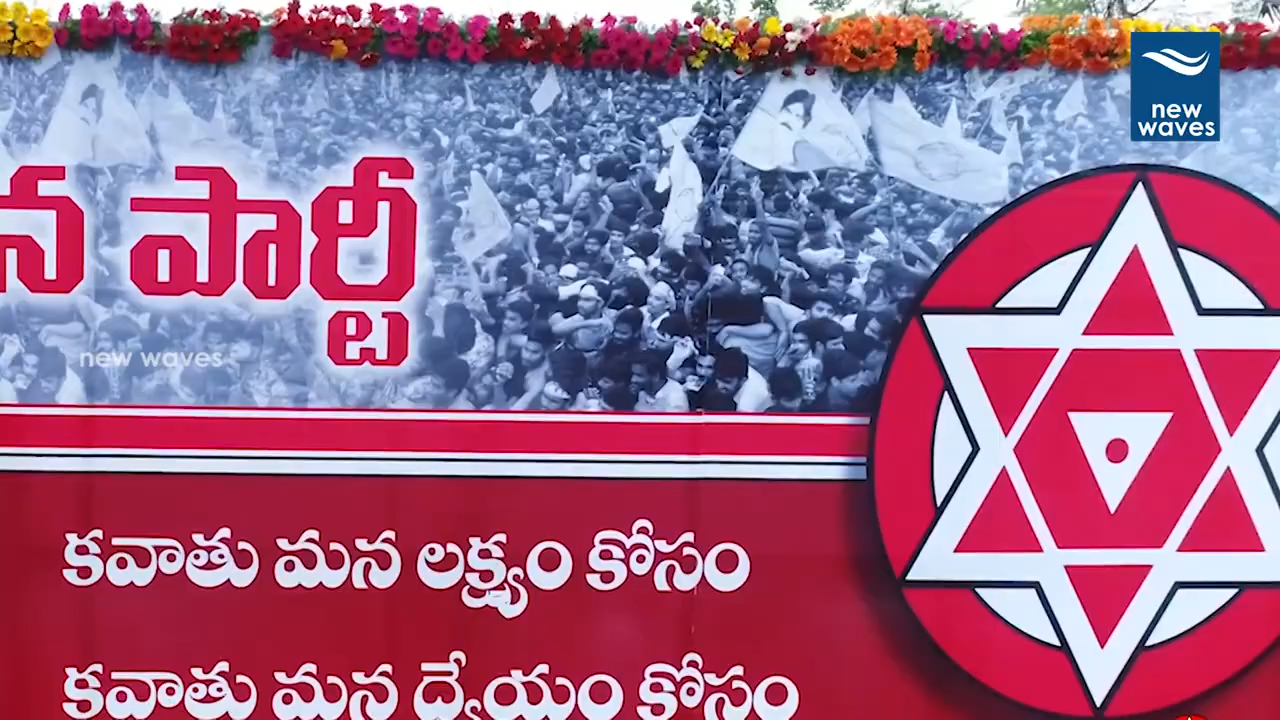 new
waves
న పార్టీ
new waves
కవాతు మన లక్ష్యం కోసం
కవాతు మన ధ్వేయం కోసం